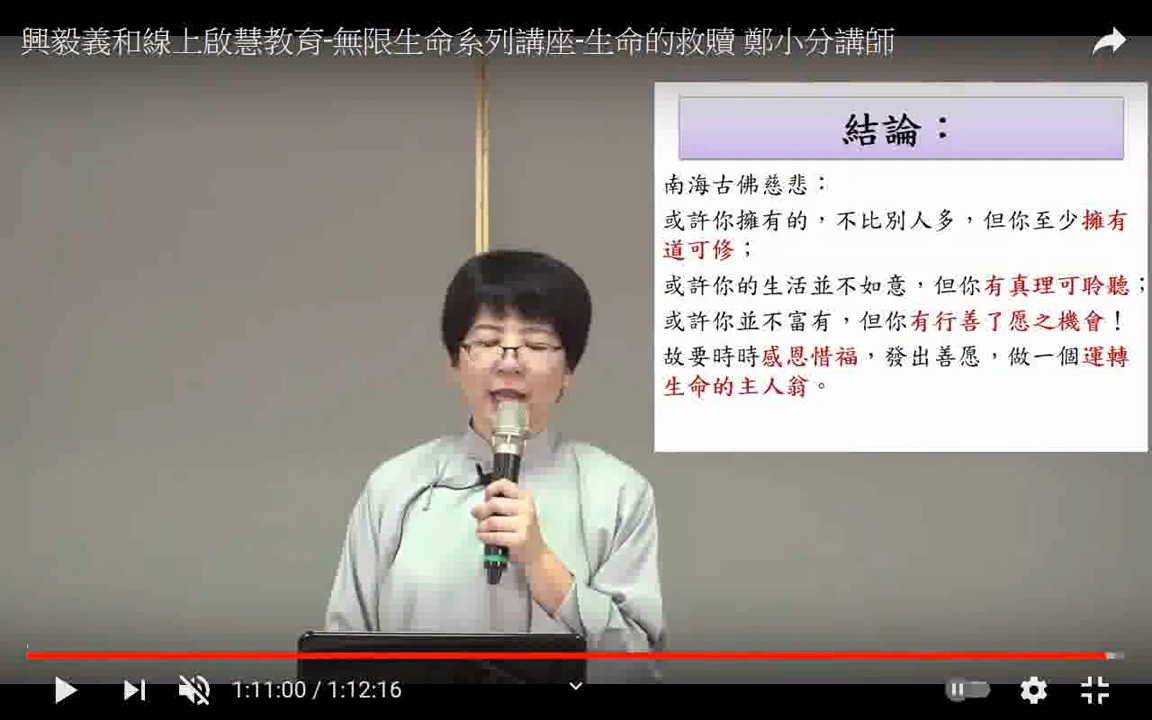 興毅義和線上啟慧教育-無限生命系列講座-生命的救贖 鄭小分講師
結論：
南海古佛慈悲：
或許你擁有的，不比別人多，但你至少擁有
道可修；
或許你的生活並不如意，但你有真理可聆聽；
或許你並不富有，但你有行善了愿之機會！
故要時時感恩惜福，發出善愿，做一個運轉
生命的主人翁。
1:11:00 / 1:12:16